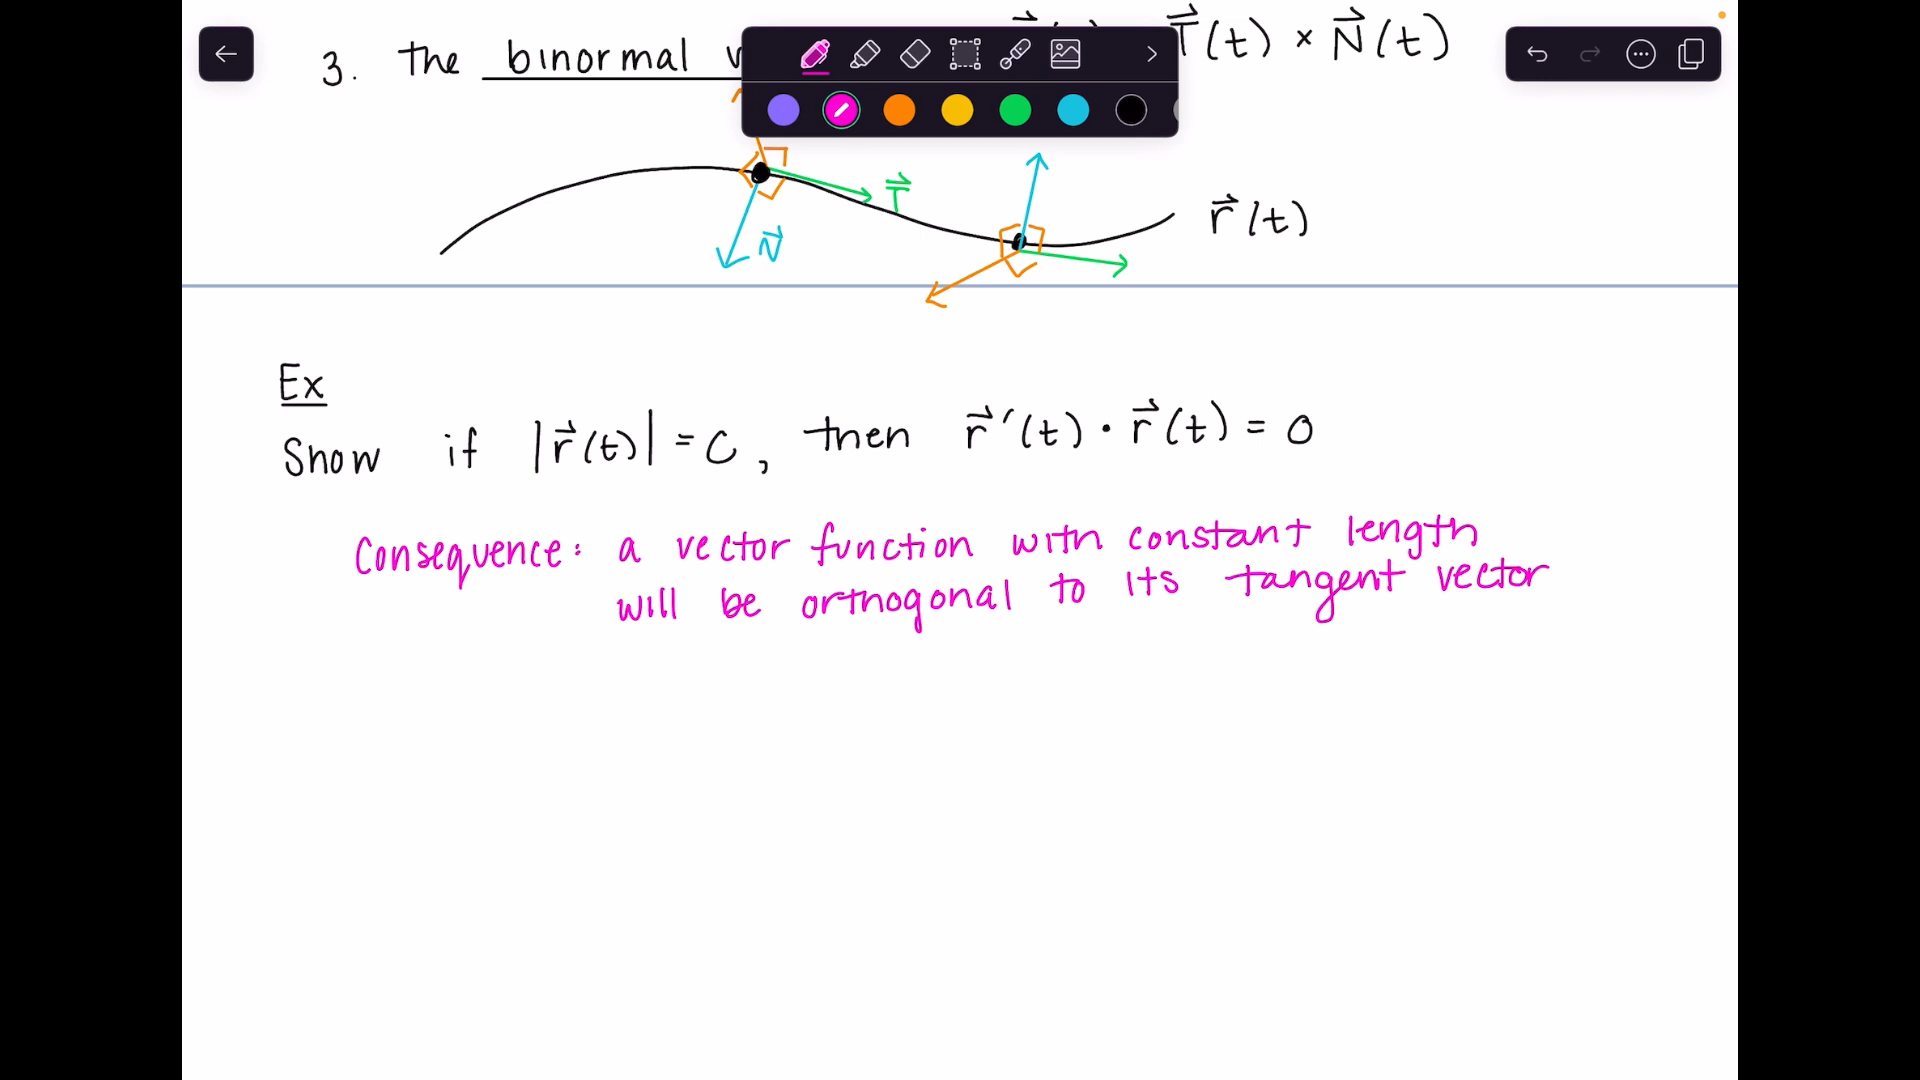 3. the binormal
T⃗(t) × N⃗(t)
T⃗
N⃗
r⃗(t)
Ex
Show if |r⃗(t)| = C, then r⃗′(t) · r⃗(t) = 0
Consequence: a vector function with constant length
will be orthogonal to its tangent vector